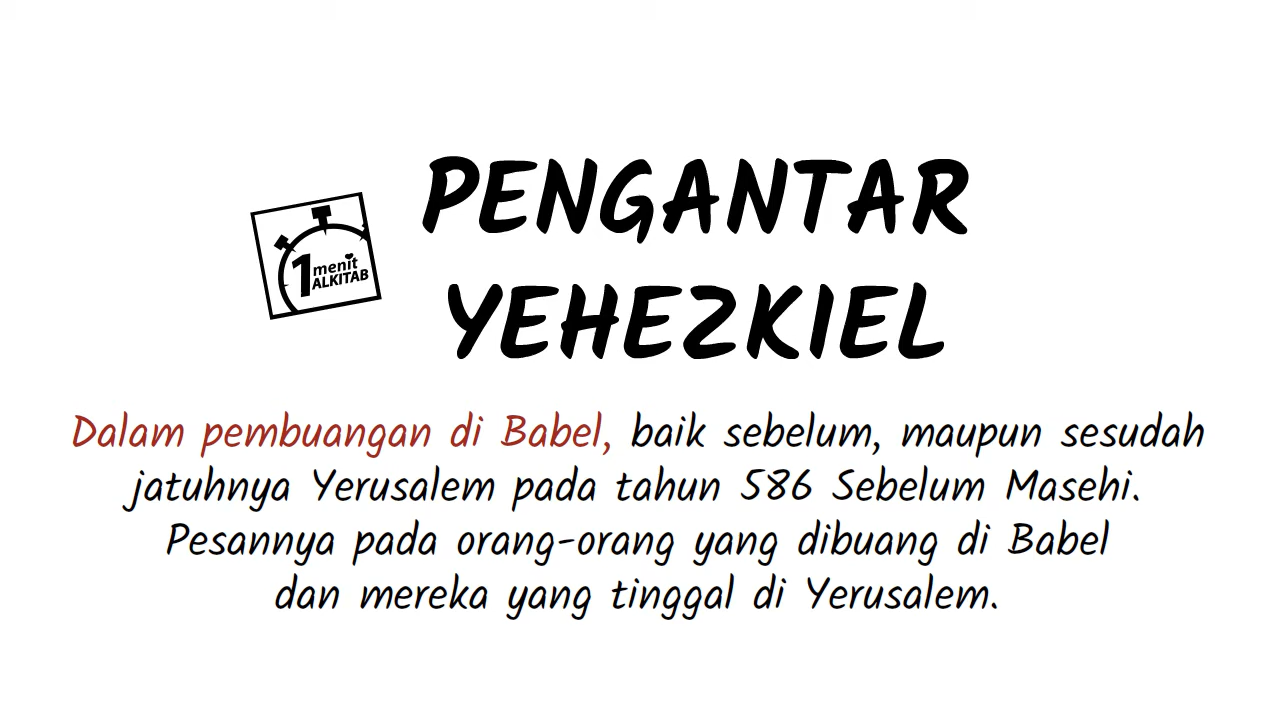 PENGANTAR
YEHEZKIEL
1 menit
ALKITAB
Dalam pembuangan di Babel, baik sebelum, maupun sesudah
jatuhnya Yerusalem pada tahun 586 Sebelum Masehi.
Pesannya pada orang-orang yang dibuang di Babel
dan mereka yang tinggal di Yerusalem.